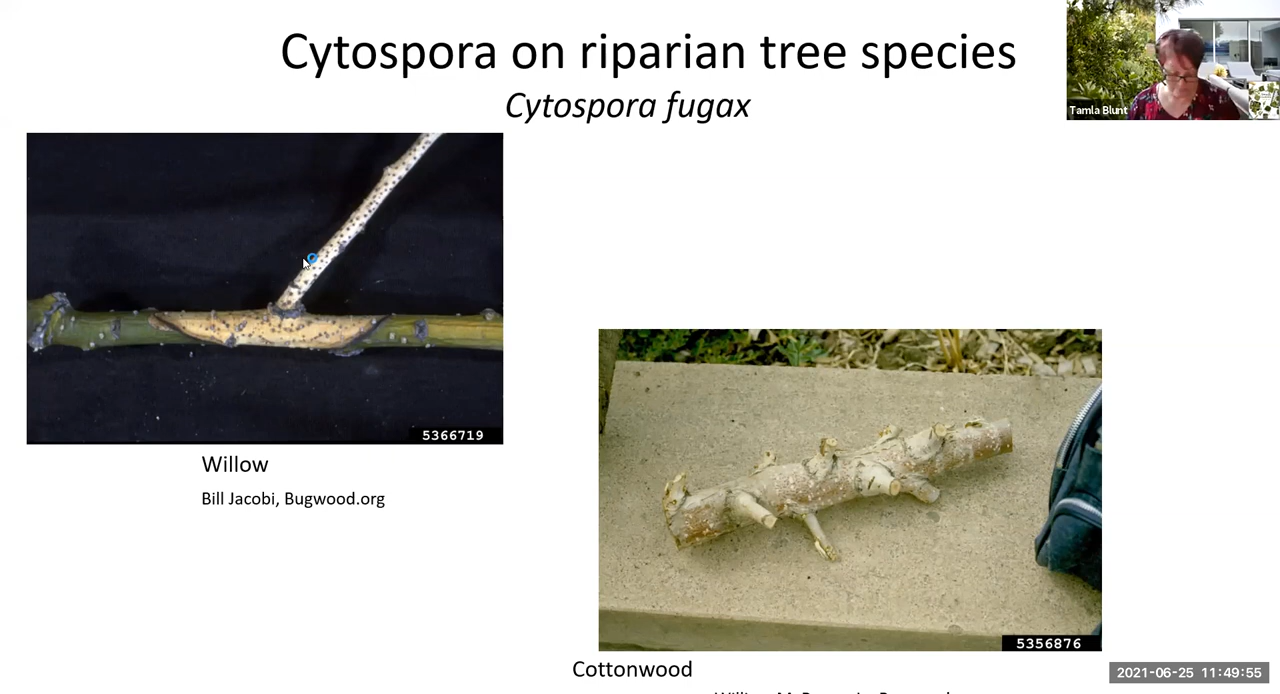 Cytospora on riparian tree species
Cytospora fugax
Tamla Blunt
5366719
Willow
Bill Jacobi, Bugwood.org
5356876
Cottonwood
2021-06-25 11:49:55